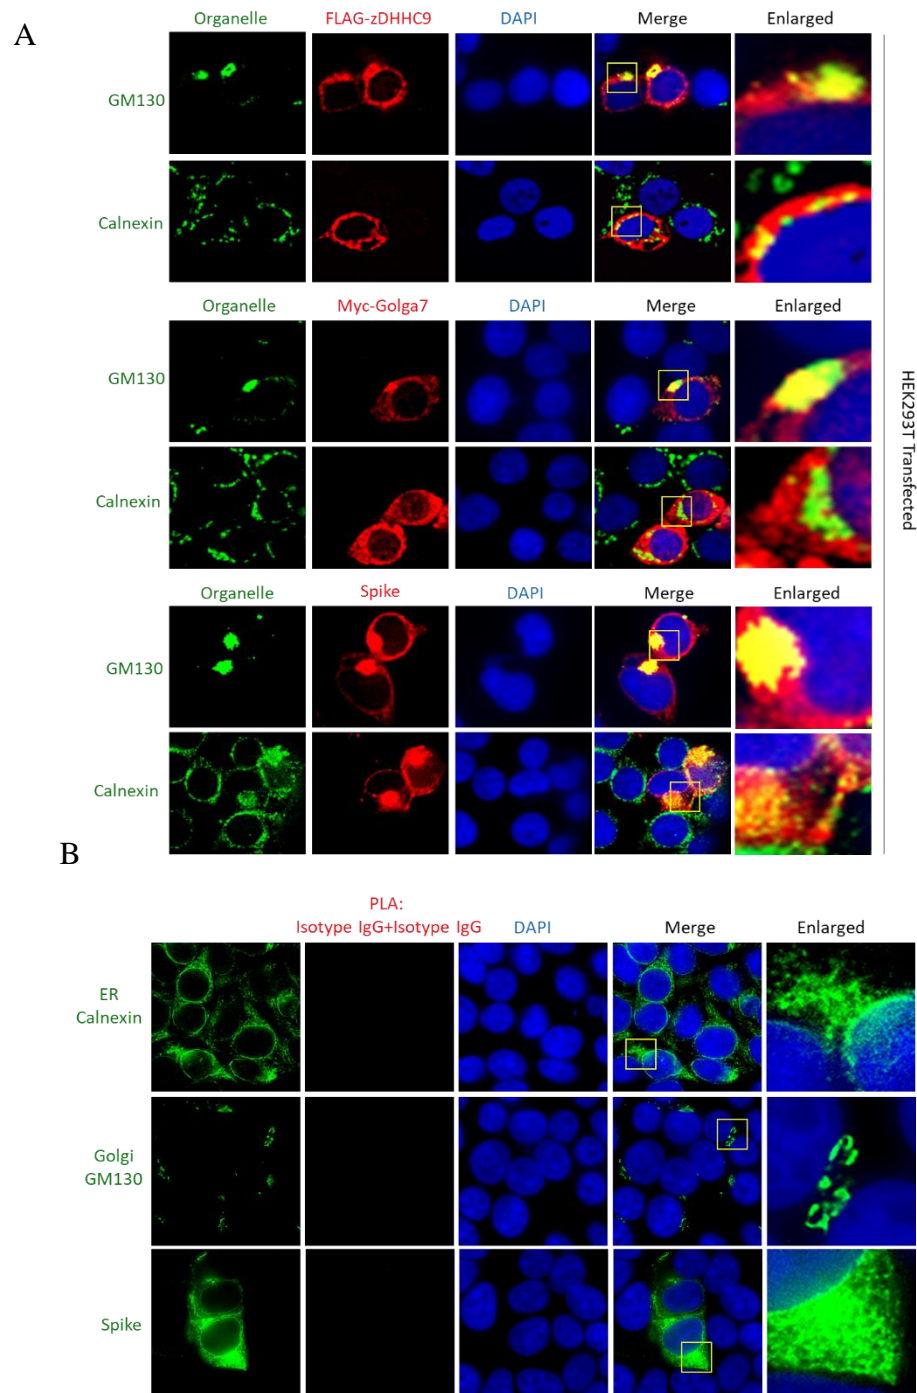 A
Organelle FLAG-zDHHC9 DAPI Merge Enlarged
GM130
Calnexin
Organelle Myc-Golga7 DAPI Merge Enlarged
GM130
Calnexin
Organelle Spike DAPI Merge Enlarged
GM130
Calnexin
HEK293T Transfected
B
PLA:
Isotype IgG+Isotype IgG DAPI Merge Enlarged
ER
Calnexin
Golgi
GM130
Spike